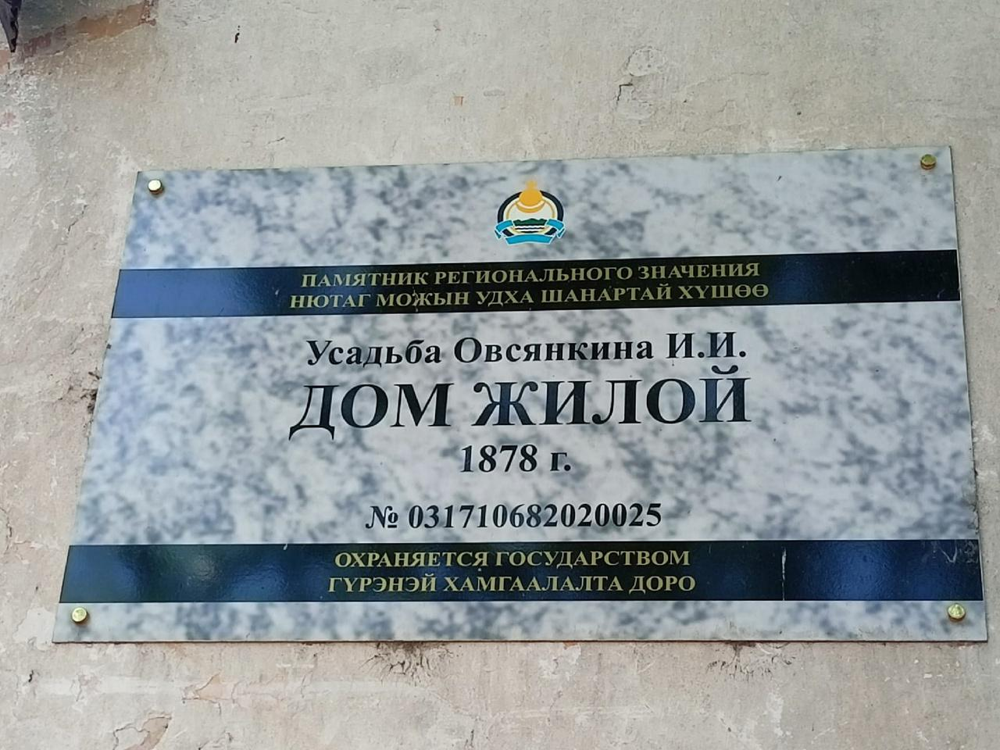 ПАМЯТНИК РЕГИОНАЛЬНОГО ЗНАЧЕНИЯ
НЮТАГ МОЖЫН УДХА ШАНАРТАЙ ХҮШӨӨ
Усадьба Овсянкина И.И.
ДОМ ЖИЛОЙ
1878 г.
№ 031710682020025
ОХРАНЯЕТСЯ ГОСУДАРСТВОМ
ГҮРЭНЭЙ ХАМГААЛАЛТА ДОРО